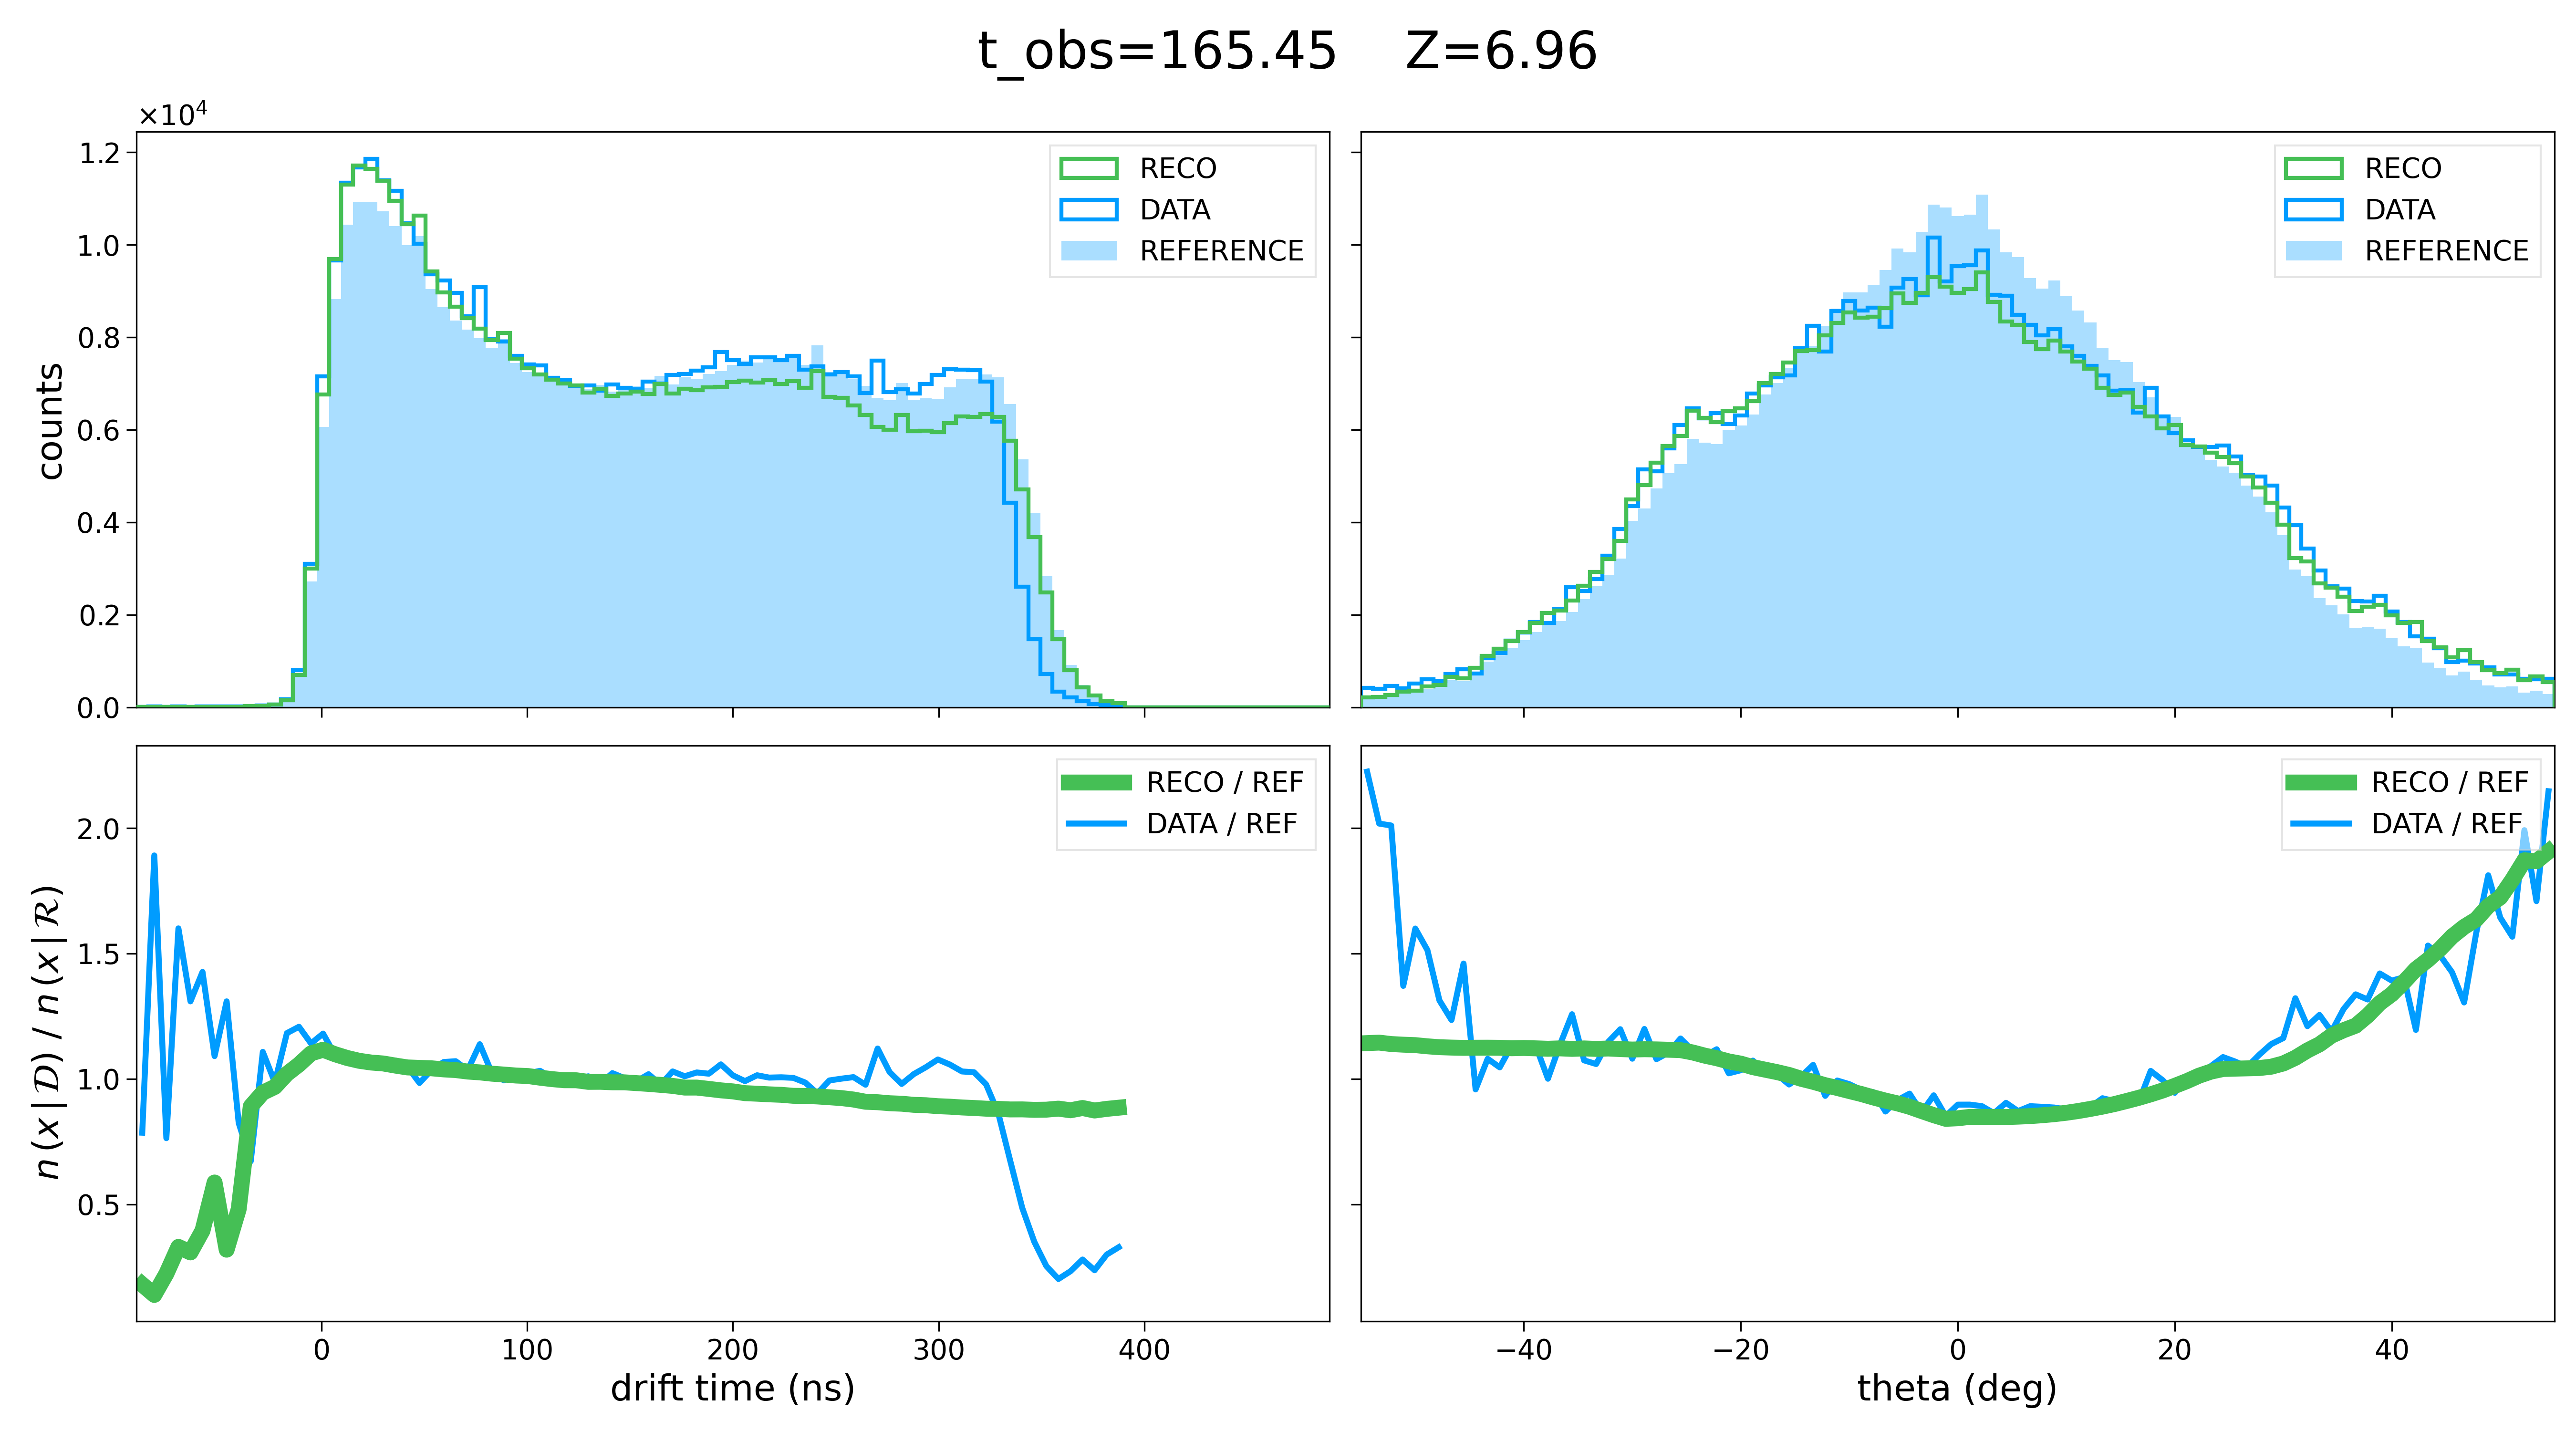 t_obs=165.45 Z=6.96
×10⁴
1.2
1.0
0.8
0.6
0.4
0.2
0.0
counts
RECO
DATA
REFERENCE
RECO
DATA
REFERENCE
2.0
1.5
1.0
0.5
n(x|𝒟) / n(x|ℛ)
RECO / REF
DATA / REF
0 100 200 300 400
drift time (ns)
RECO / REF
DATA / REF
−40 −20 0 20 40
theta (deg)